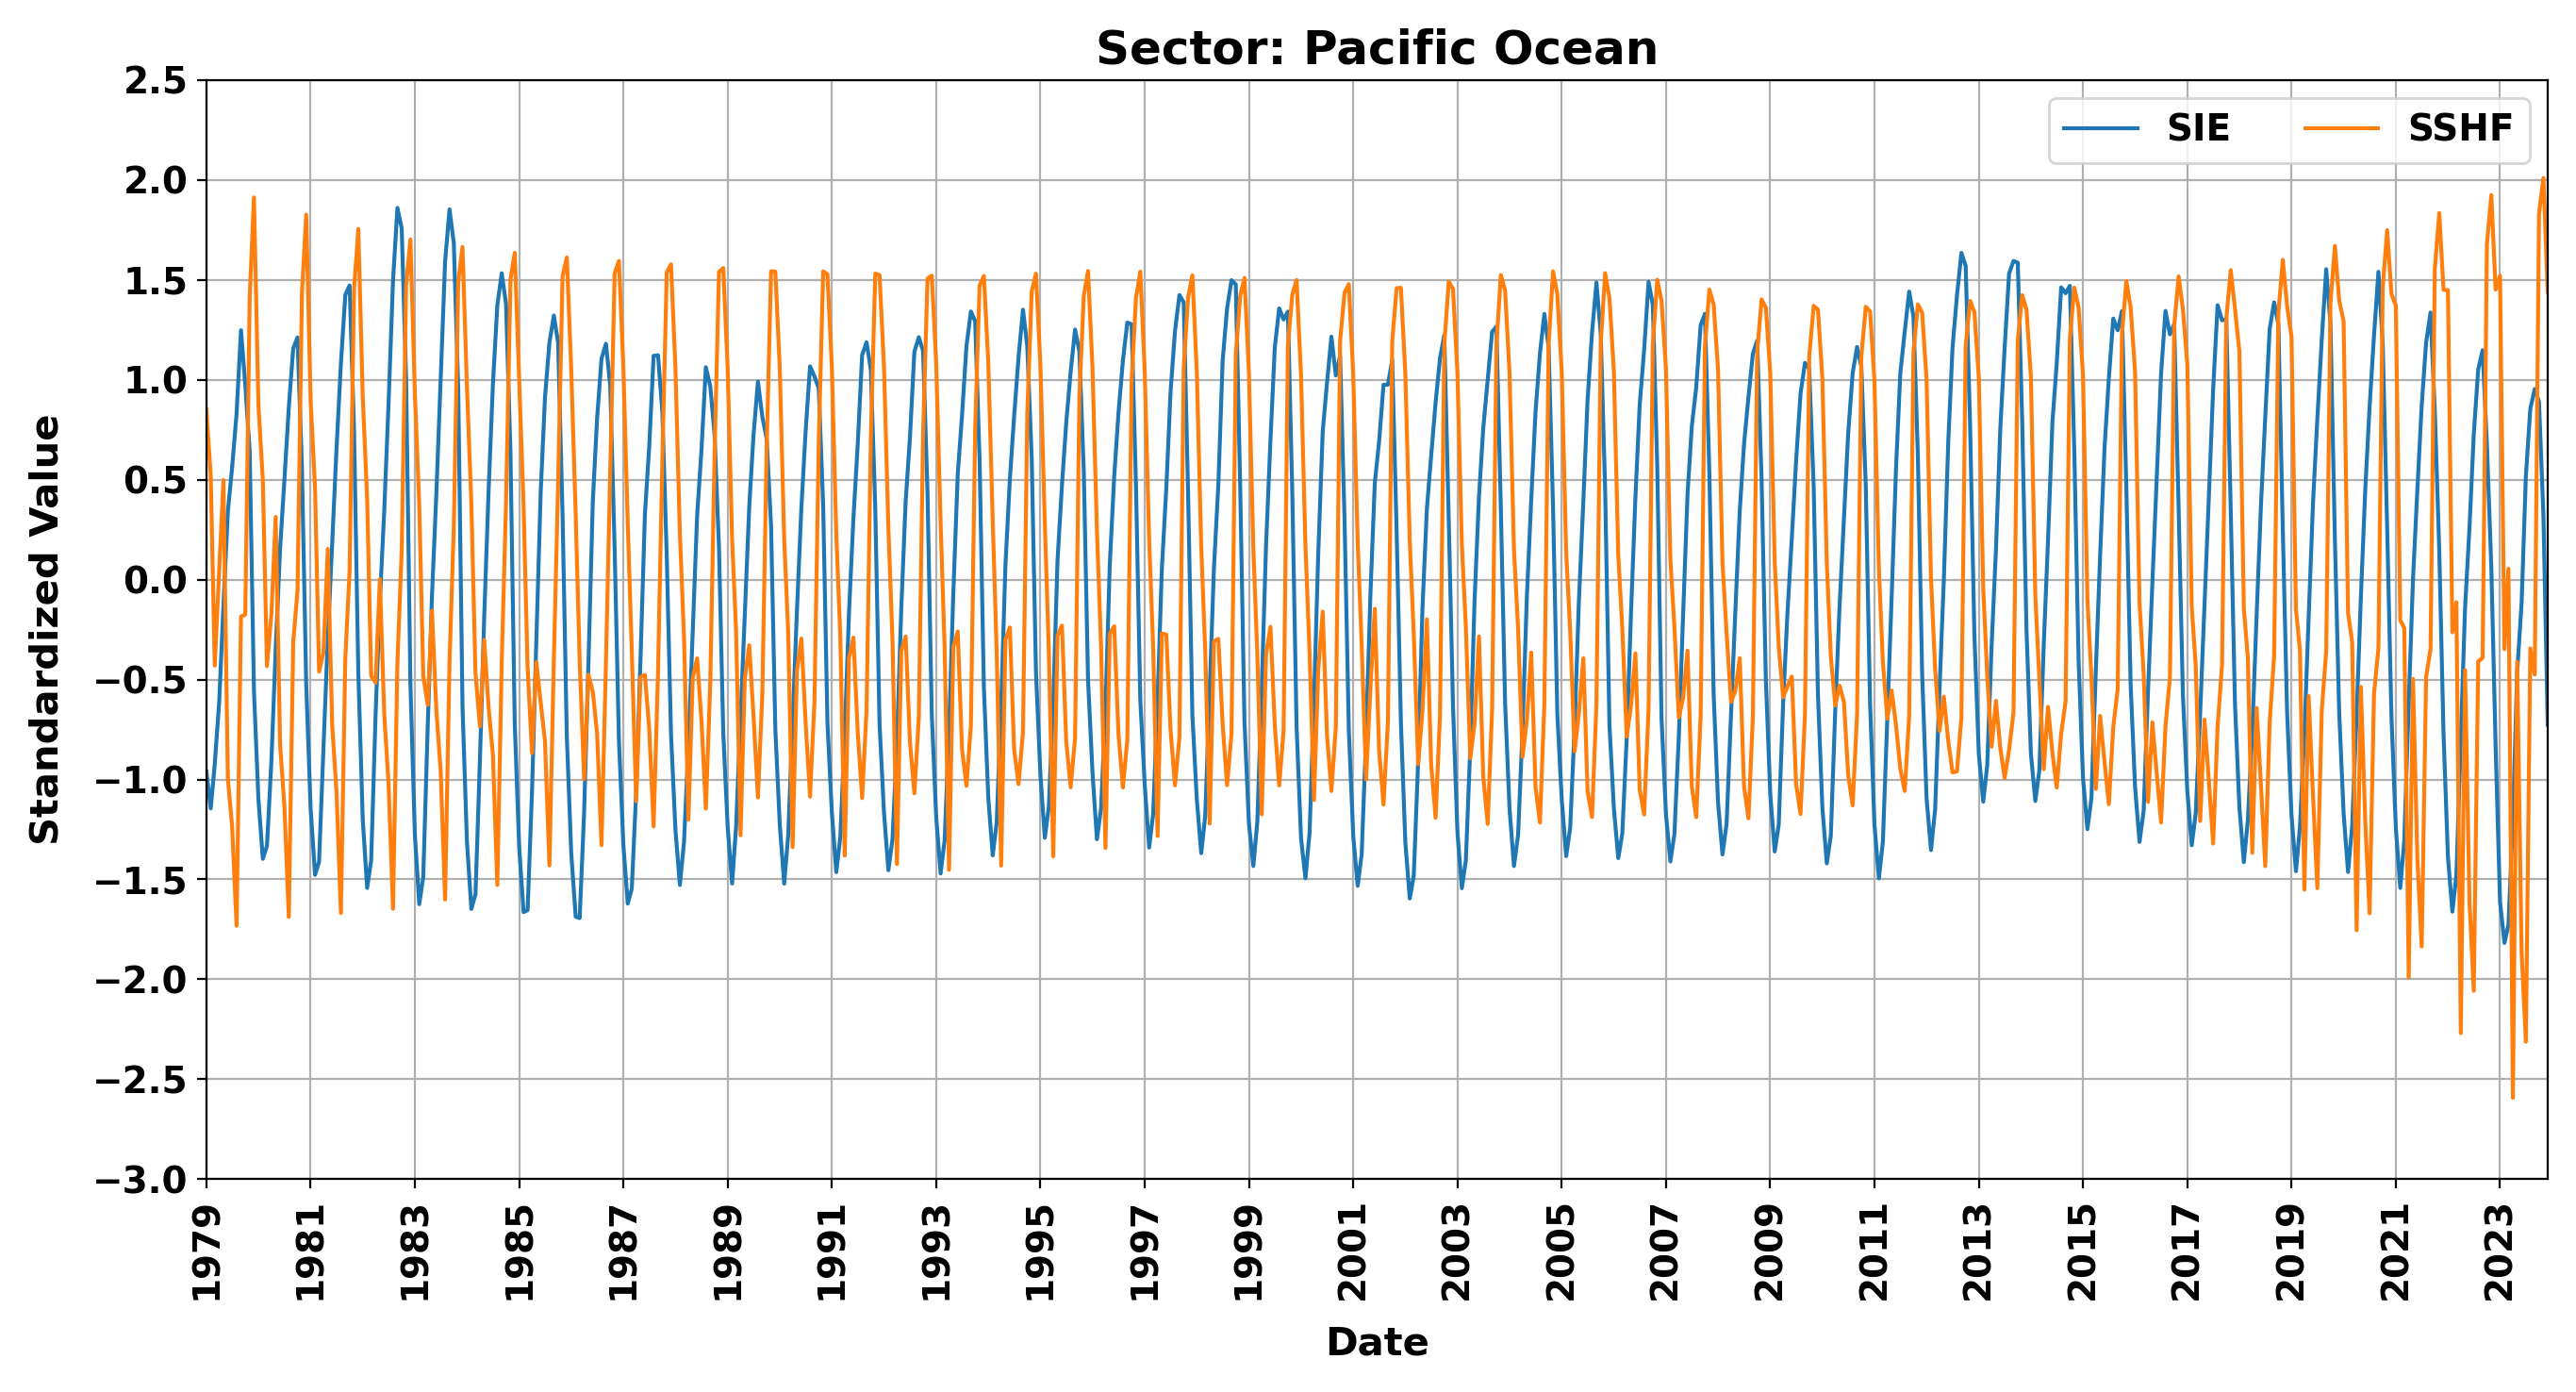 Sector: Pacific Ocean
SIE SSHF
Standardized Value
2.5
2.0
1.5
1.0
0.5
0.0
−0.5
−1.0
−1.5
−2.0
−2.5
−3.0
1979 1981 1983 1985 1987 1989 1991 1993 1995 1997 1999 2001 2003 2005 2007 2009 2011 2013 2015 2017 2019 2021 2023
Date